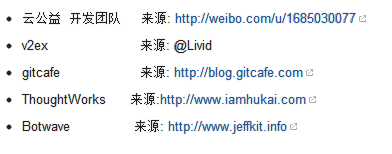 云公益 开发团队 来源: http://weibo.com/u/1685030077
v2ex 来源: @Livid
gitcafe 来源: http://blog.gitcafe.com
ThoughtWorks 来源:http://www.iamhukai.com
Botwave 来源: http://www.jeffkit.info